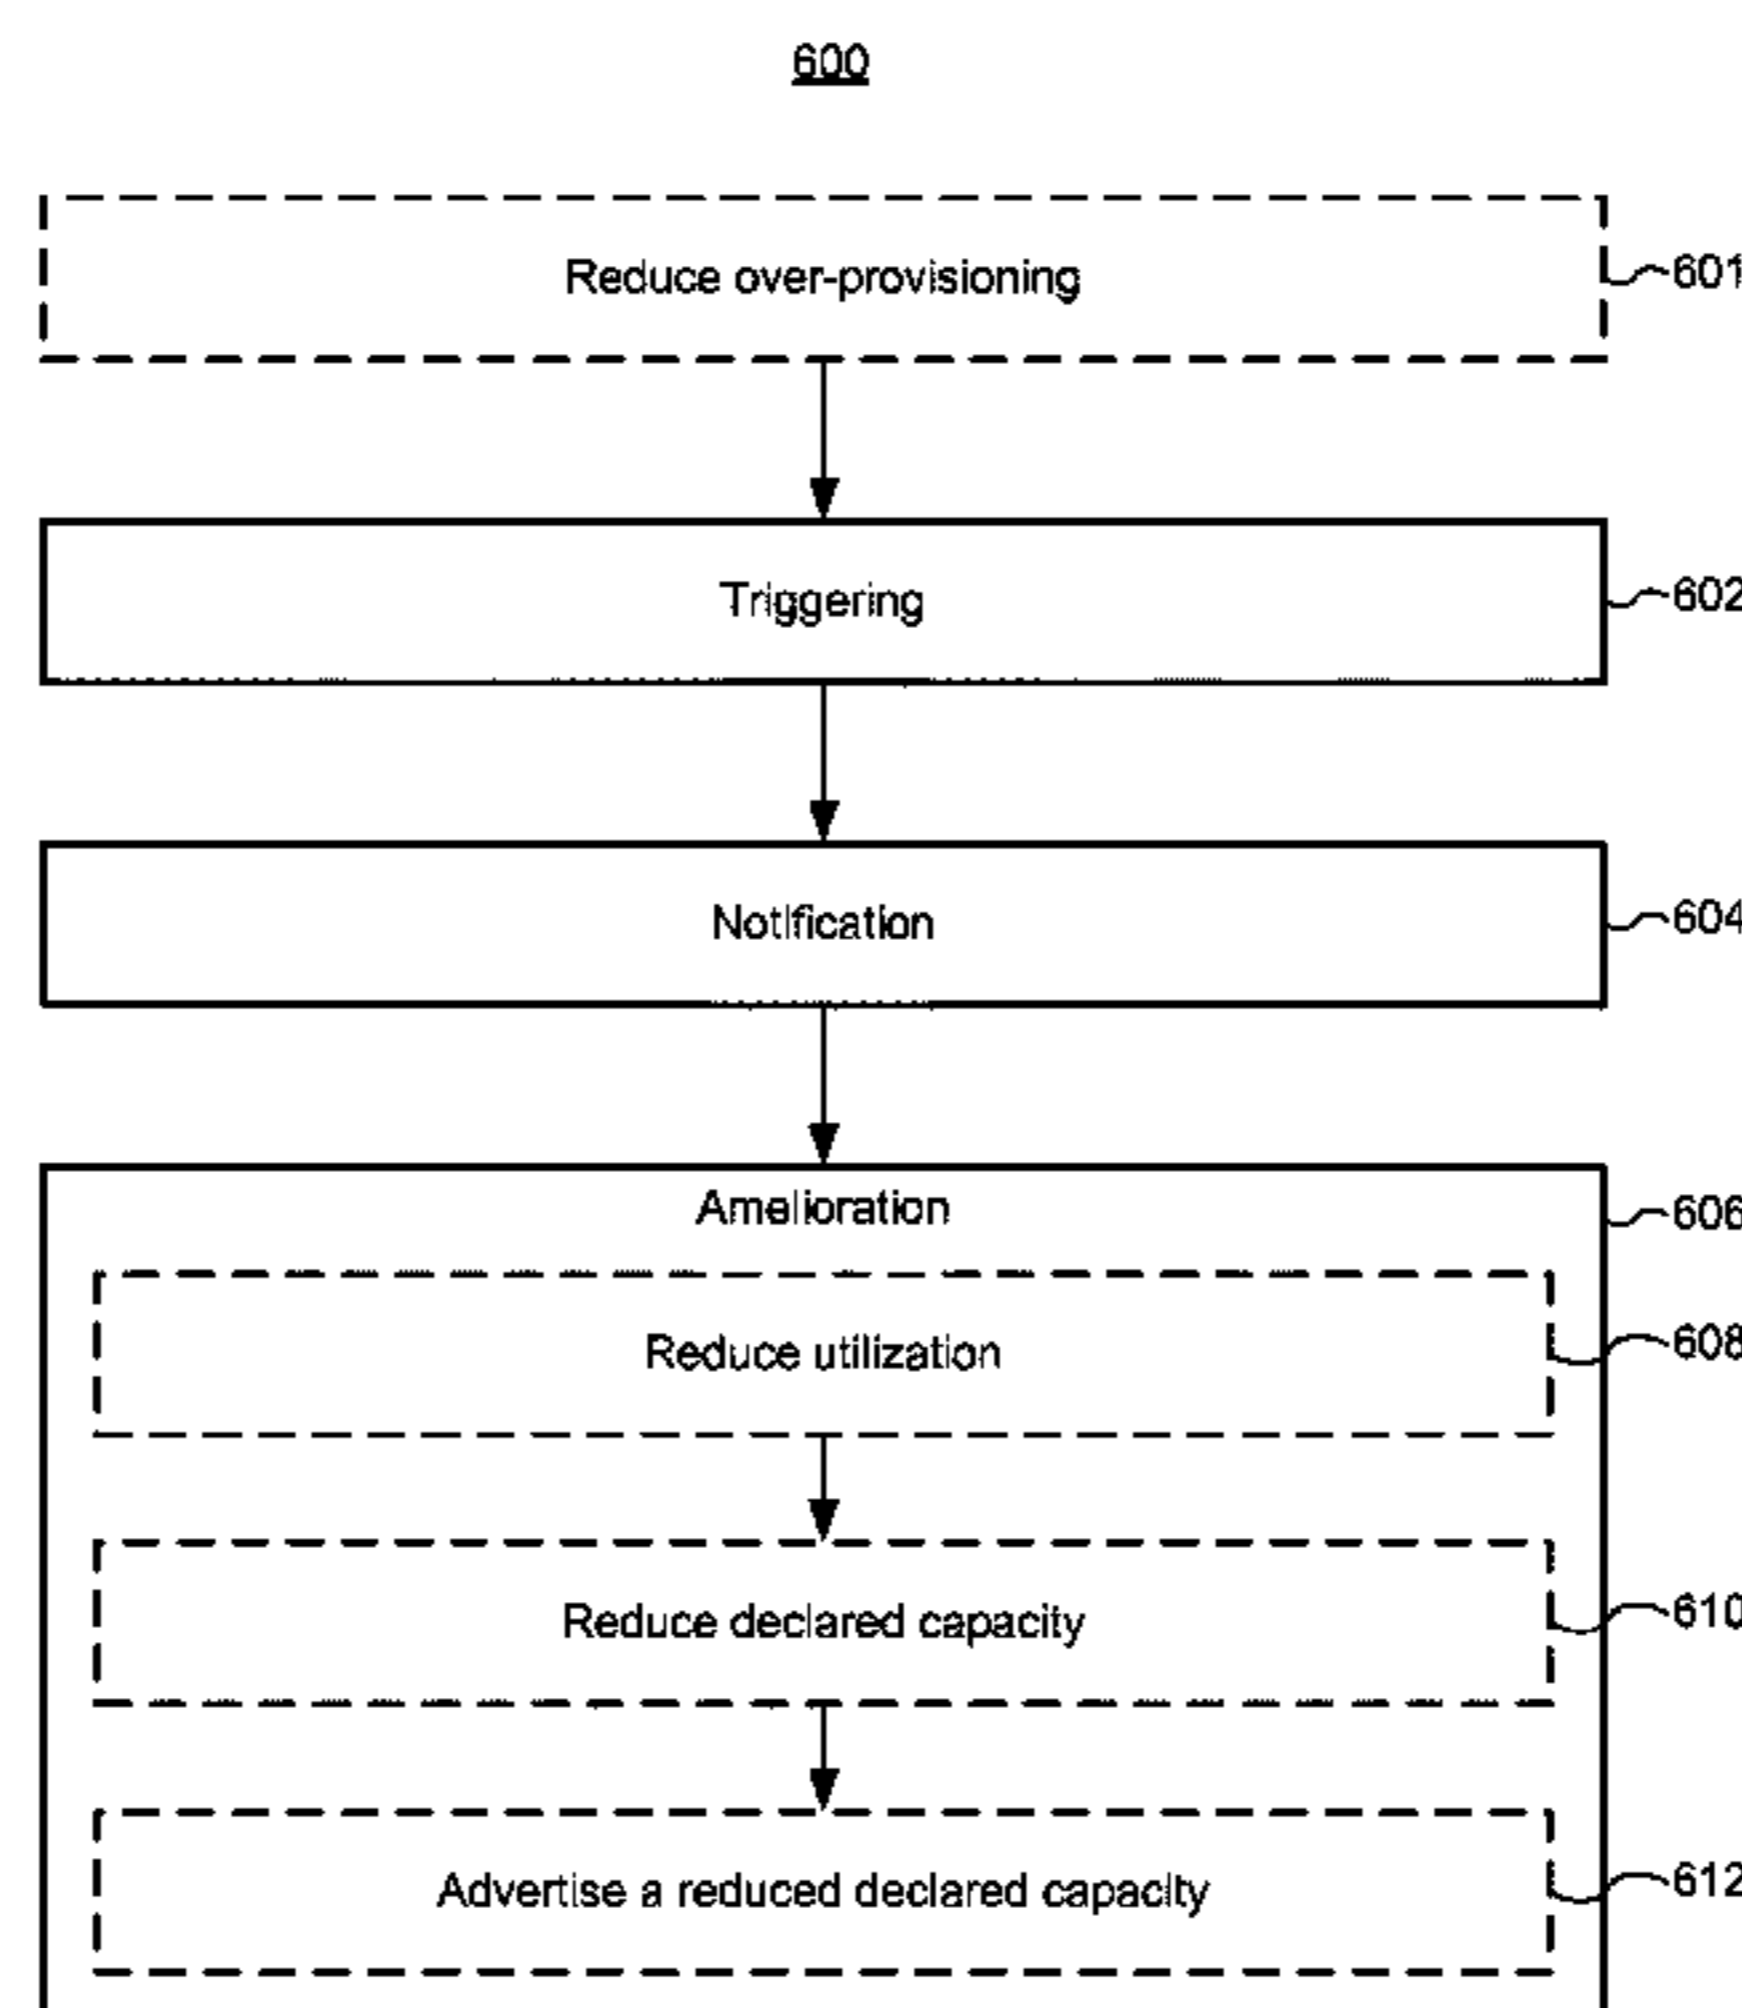 600
Reduce over-provisioning
601
Triggering
602
Notification
604
Amelioration
606
Reduce utilization
608
Reduce declared capacity
610
Advertise a reduced declared capacity
612